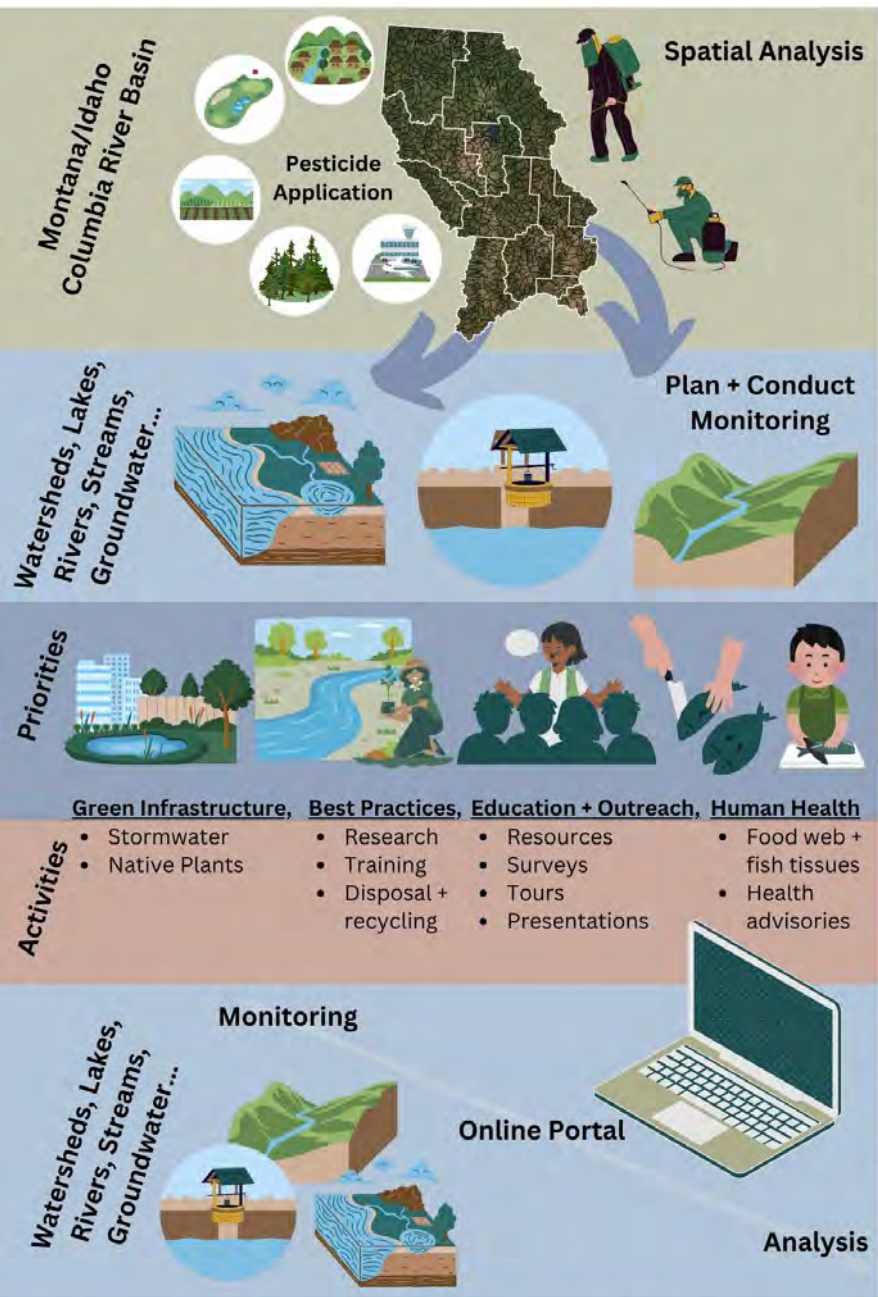 Montana/Idaho
Columbia River Basin
Pesticide
Application
Spatial Analysis
Watersheds, Lakes,
Rivers, Streams,
Groundwater...
Plan + Conduct
Monitoring
Priorities
Green Infrastructure,
Best Practices,
Education + Outreach,
Human Health
Activities
• Stormwater
• Native Plants
• Research
• Training
• Disposal +
recycling
• Resources
• Surveys
• Tours
• Presentations
• Food web +
fish tissues
• Health
advisories
Watersheds, Lakes,
Rivers, Streams,
Groundwater...
Monitoring
Online Portal
Analysis